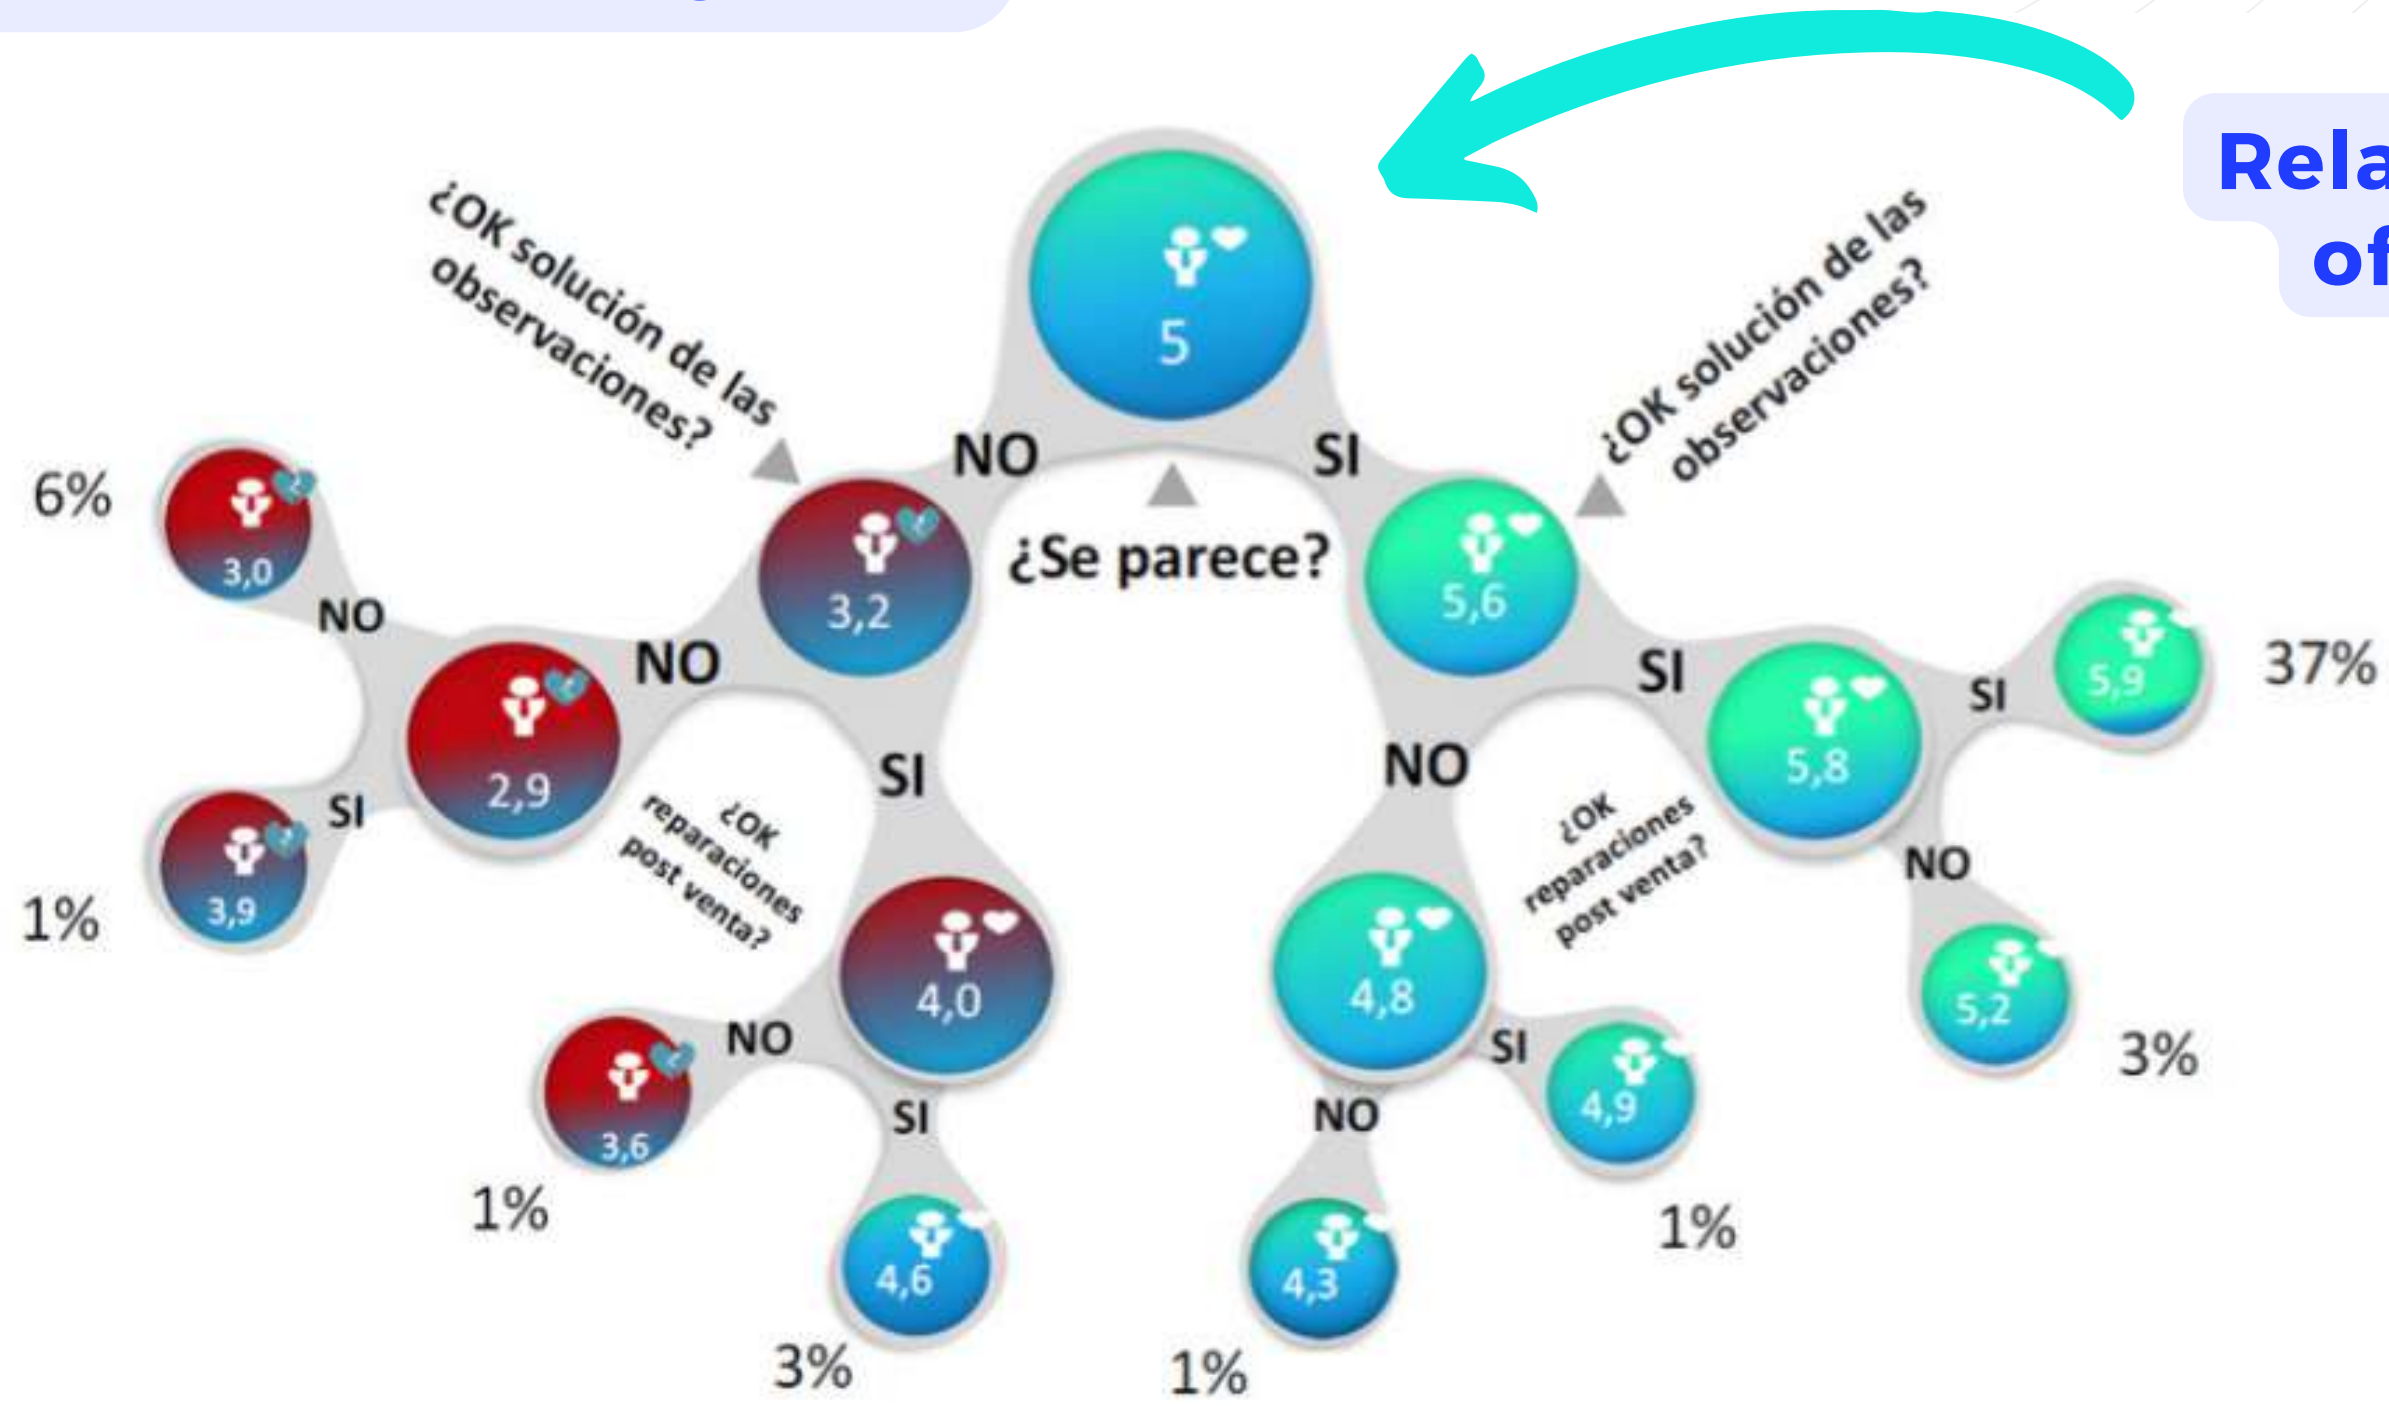 Rela
of
¿OK solución de las
observaciones?
¿OK solución de las
observaciones?
5
NO
SI
¿Se parece?
3,2
5,6
6%
3,0
NO
NO
SI
SI
5,9
37%
2,9
5,8
SI
NO
SI
3,9
1%
¿OK
reparaciones
post venta?
¿OK
reparaciones
post venta?
NO
4,0
4,8
5,2
3%
NO
3,6
1%
SI
NO
SI
4,9
1%
4,6
3%
4,3
1%